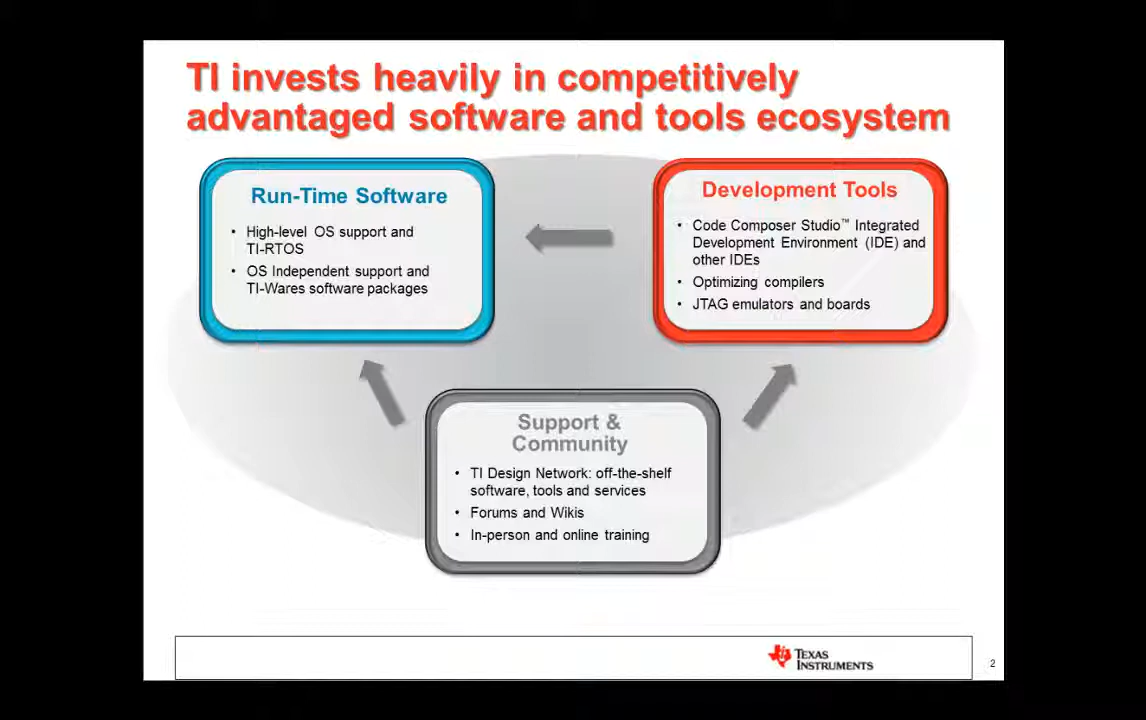 TI invests heavily in competitively
advantaged software and tools ecosystem
Run-Time Software
• High-level OS support and
TI-RTOS
• OS Independent support and
TI-Wares software packages
Development Tools
• Code Composer Studio™ Integrated
Development Environment (IDE) and
other IDEs
• Optimizing compilers
• JTAG emulators and boards
Support &
Community
• TI Design Network: off-the-shelf
software, tools and services
• Forums and Wikis
• In-person and online training
TEXAS
INSTRUMENTS
2